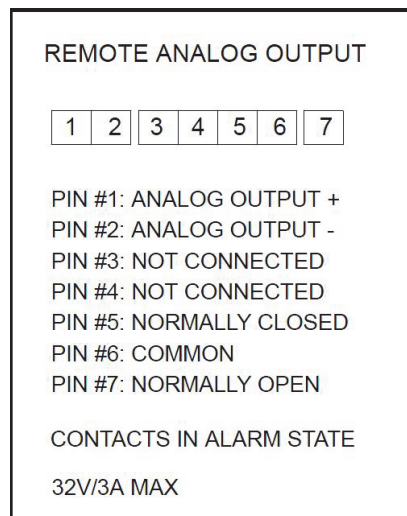 REMOTE ANALOG OUTPUT
1 2 3 4 5 6 7
PIN #1: ANALOG OUTPUT +
PIN #2: ANALOG OUTPUT -
PIN #3: NOT CONNECTED
PIN #4: NOT CONNECTED
PIN #5: NORMALLY CLOSED
PIN #6: COMMON
PIN #7: NORMALLY OPEN
CONTACTS IN ALARM STATE
32V/3A MAX